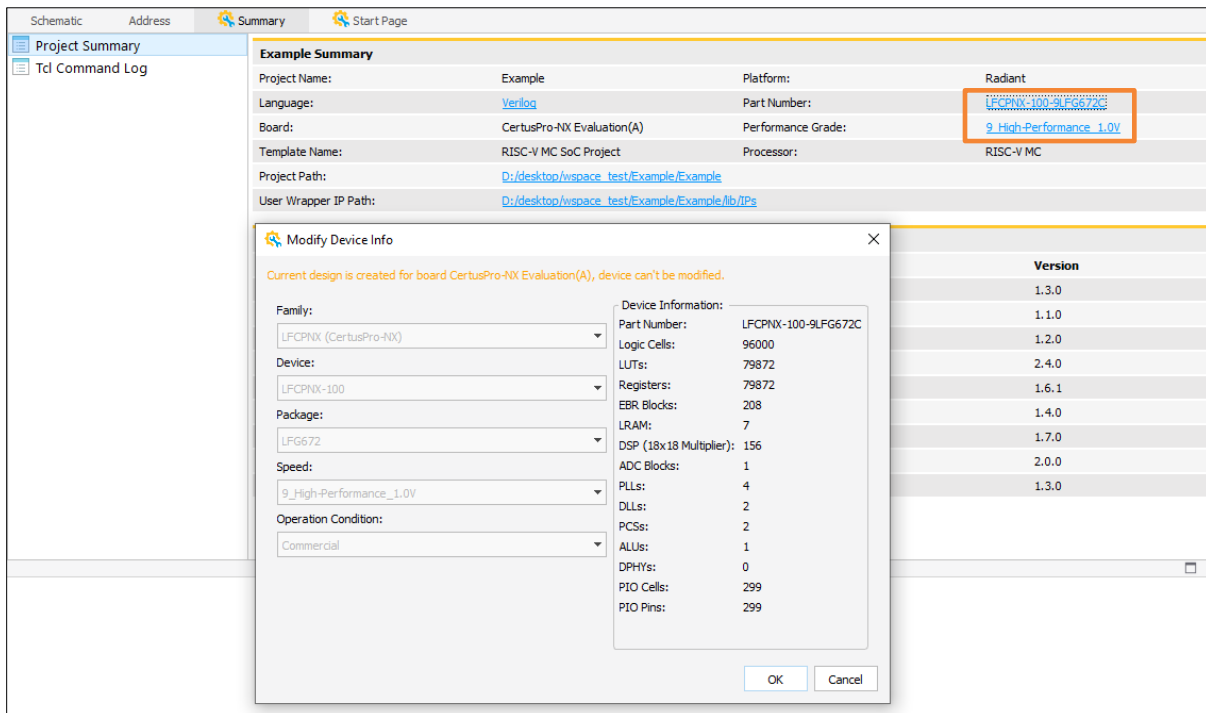 Schematic Address Summary Start Page
Project Summary
Tcl Command Log
Example Summary
Project Name: Example Platform: Radiant
Language: Verilog Part Number: LFCPNX-100-9LFG672C
Board: CertusPro-NX Evaluation(A) Performance Grade: 9_High-Performance_1.0V
Template Name: RISC-V MC SoC Project Processor: RISC-V MC
Project Path: D:/desktop/wspace_test/Example/Example
User Wrapper IP Path: D:/desktop/wspace_test/Example/Example/lib/IPs
Version
1.3.0
1.1.0
1.2.0
2.4.0
1.6.1
1.4.0
1.7.0
2.0.0
1.3.0
Modify Device Info
Current design is created for board CertusPro-NX Evaluation(A), device can't be modified.
Family:
LFCPNX (CertusPro-NX)
Device:
LFCPNX-100
Package:
LFG672
Speed:
9_High-Performance_1.0V
Operation Condition:
Commercial
Device Information:
Part Number: LFCPNX-100-9LFG672C
Logic Cells: 96000
LUTs: 79872
Registers: 79872
EBR Blocks: 208
LRAM: 7
DSP (18x18 Multiplier): 156
ADC Blocks: 1
PLLs: 4
DLLs: 2
PCSs: 2
ALUs: 1
DPHYs: 0
PIO Cells: 299
PIO Pins: 299
OK Cancel